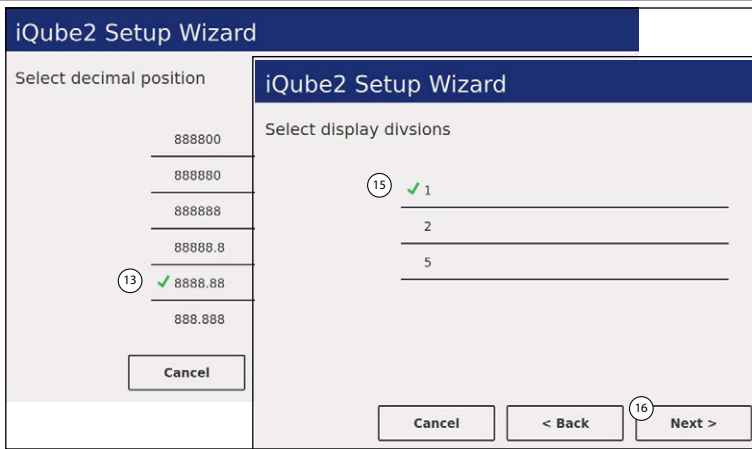 iQube2 Setup Wizard
Select decimal position
888800
888880
888888
88888.8
13 ✓ 8888.88
888.888
Cancel
iQube2 Setup Wizard
Select display divsions
15 ✓ 1
2
5
16
Cancel < Back Next >